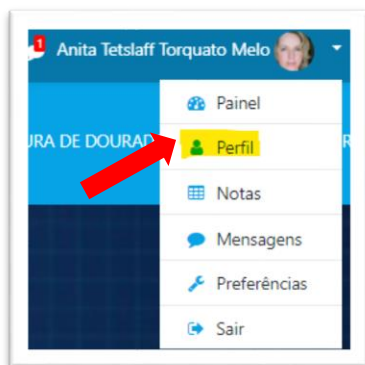 1 Anita Tetslaff Torquato Melo
Painel
URA DE DOURAD
Perfil
R
Notas
Mensagens
Preferências
Sair